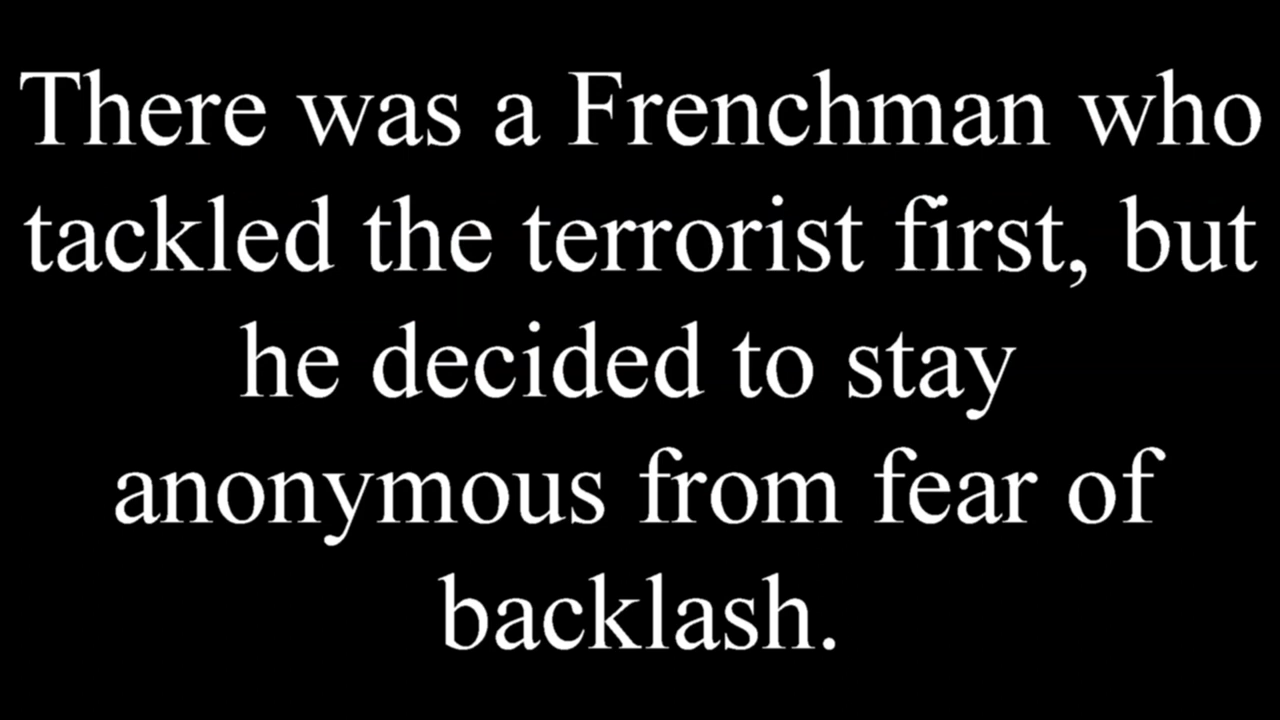 There was a Frenchman who
tackled the terrorist first, but
he decided to stay
anonymous from fear of
backlash.